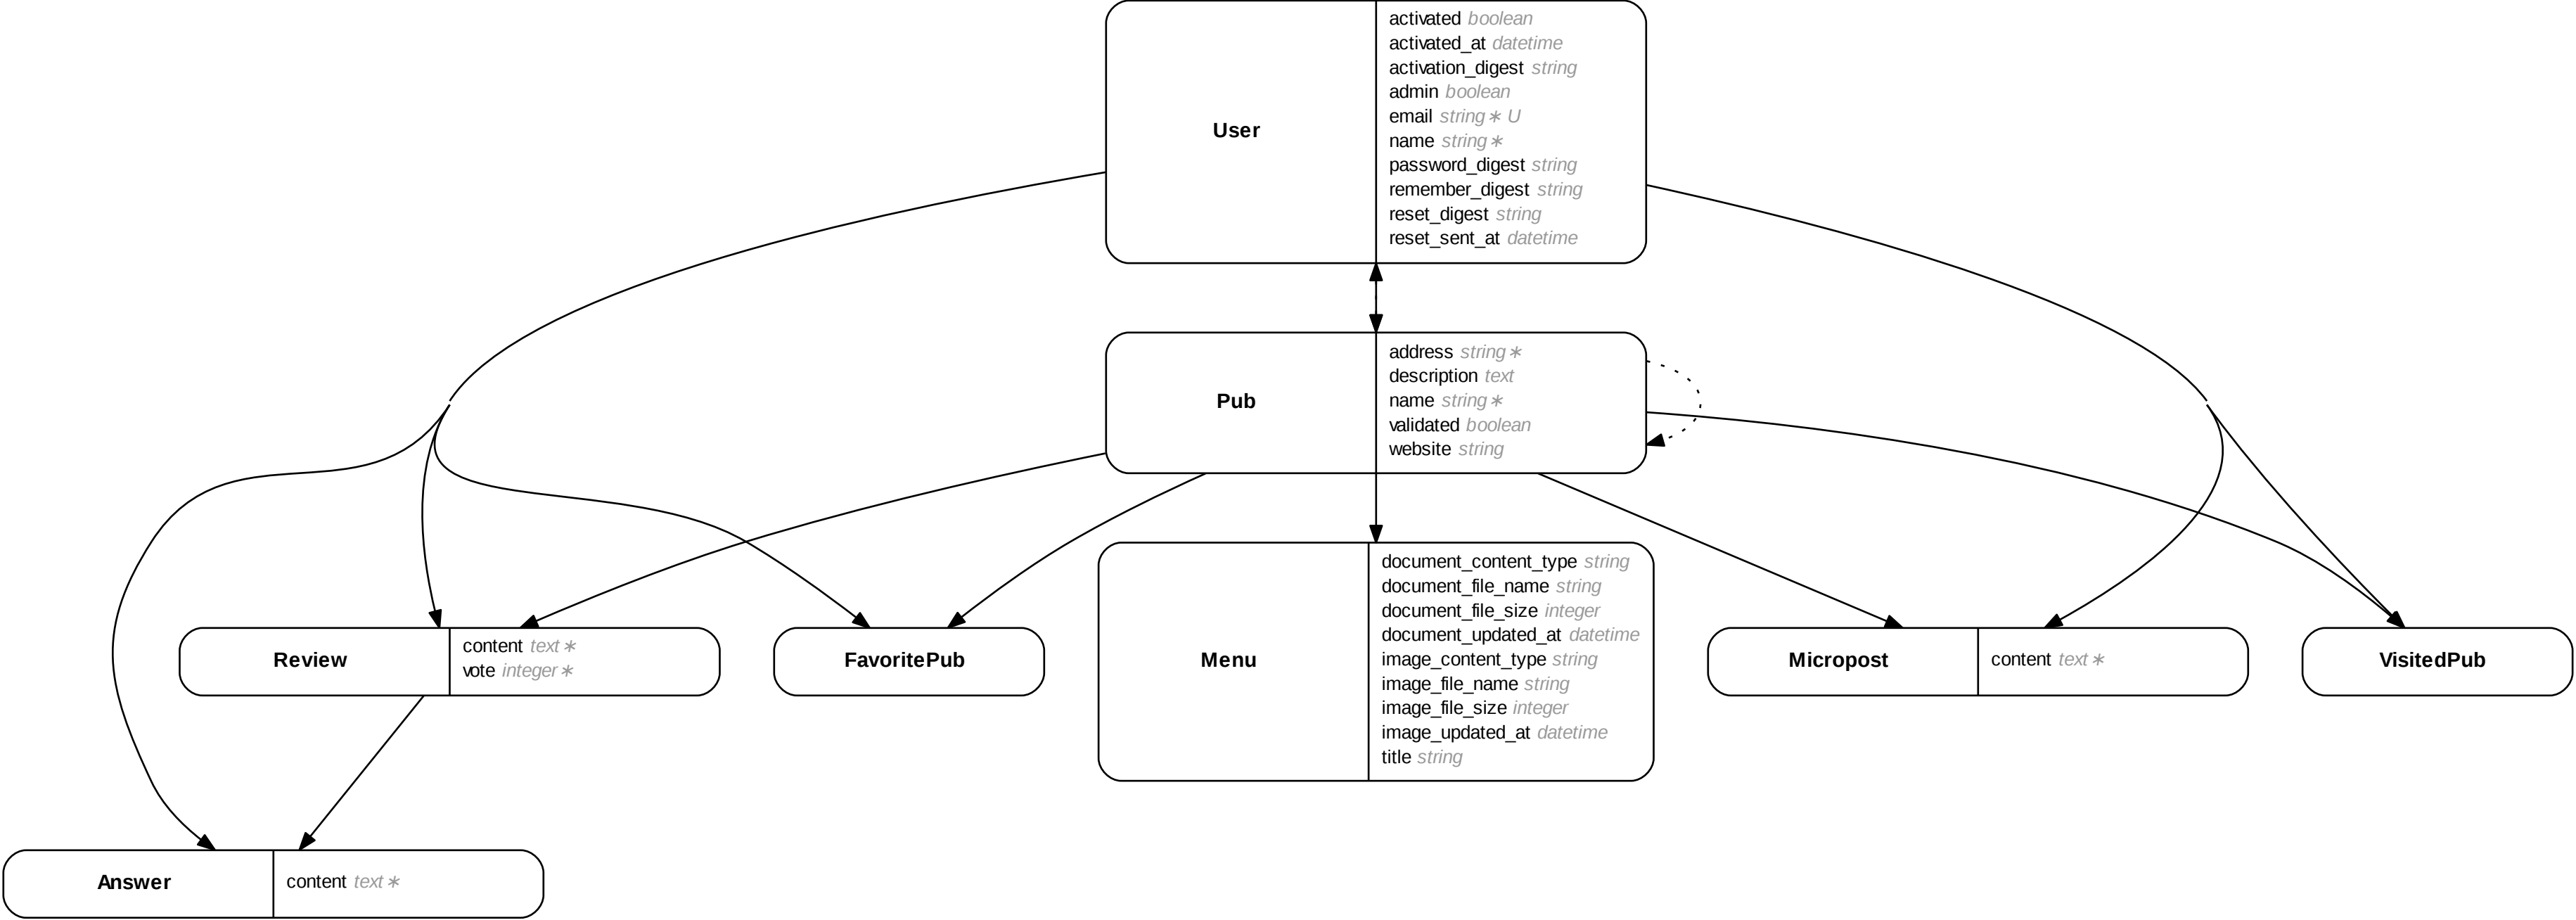 User
activated boolean
activated_at datetime
activation_digest string
admin boolean
email string∗ U
name string∗
password_digest string
remember_digest string
reset_digest string
reset_sent_at datetime
Pub
address string∗
description text
name string∗
validated boolean
website string
Review
content text∗
vote integer∗
FavoritePub
Menu
document_content_type string
document_file_name string
document_file_size integer
document_updated_at datetime
image_content_type string
image_file_name string
image_file_size integer
image_updated_at datetime
title string
Micropost
content text∗
VisitedPub
Answer
content text∗